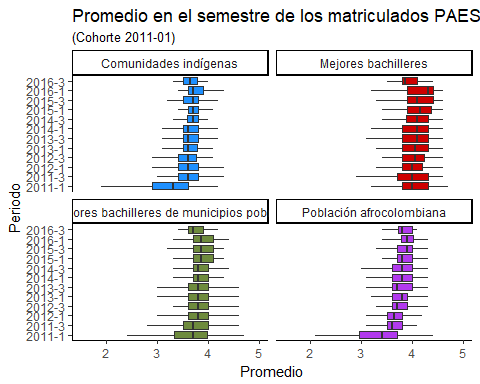 Promedio en el semestre de los matriculados PAES
(Cohorte 2011-01)
Comunidades indígenas
Mejores bachilleres
2016-3
2016-1
2015-3
2015-1
2014-3
2014-1
2013-3
2013-1
2012-3
2012-1
2011-3
2011-1
ores bachilleres de municipios pob
Población afrocolombiana
2016-3
2016-1
2015-3
2015-1
2014-3
2014-1
2013-3
2013-1
2012-3
2012-1
2011-3
2011-1
Periodo
2 3 4 5
2 3 4 5
Promedio